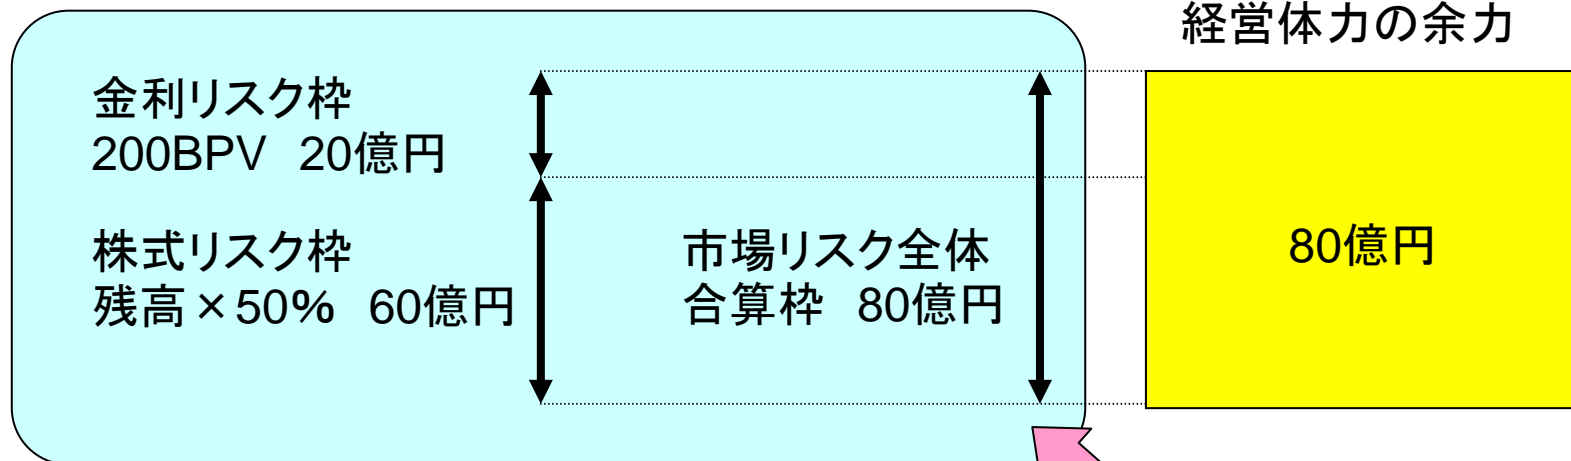 経営体力の余力
金利リスク枠
200BPV 20億円
株式リスク枠
残高×50% 60億円
市場リスク全体
合算枠 80億円
80億円